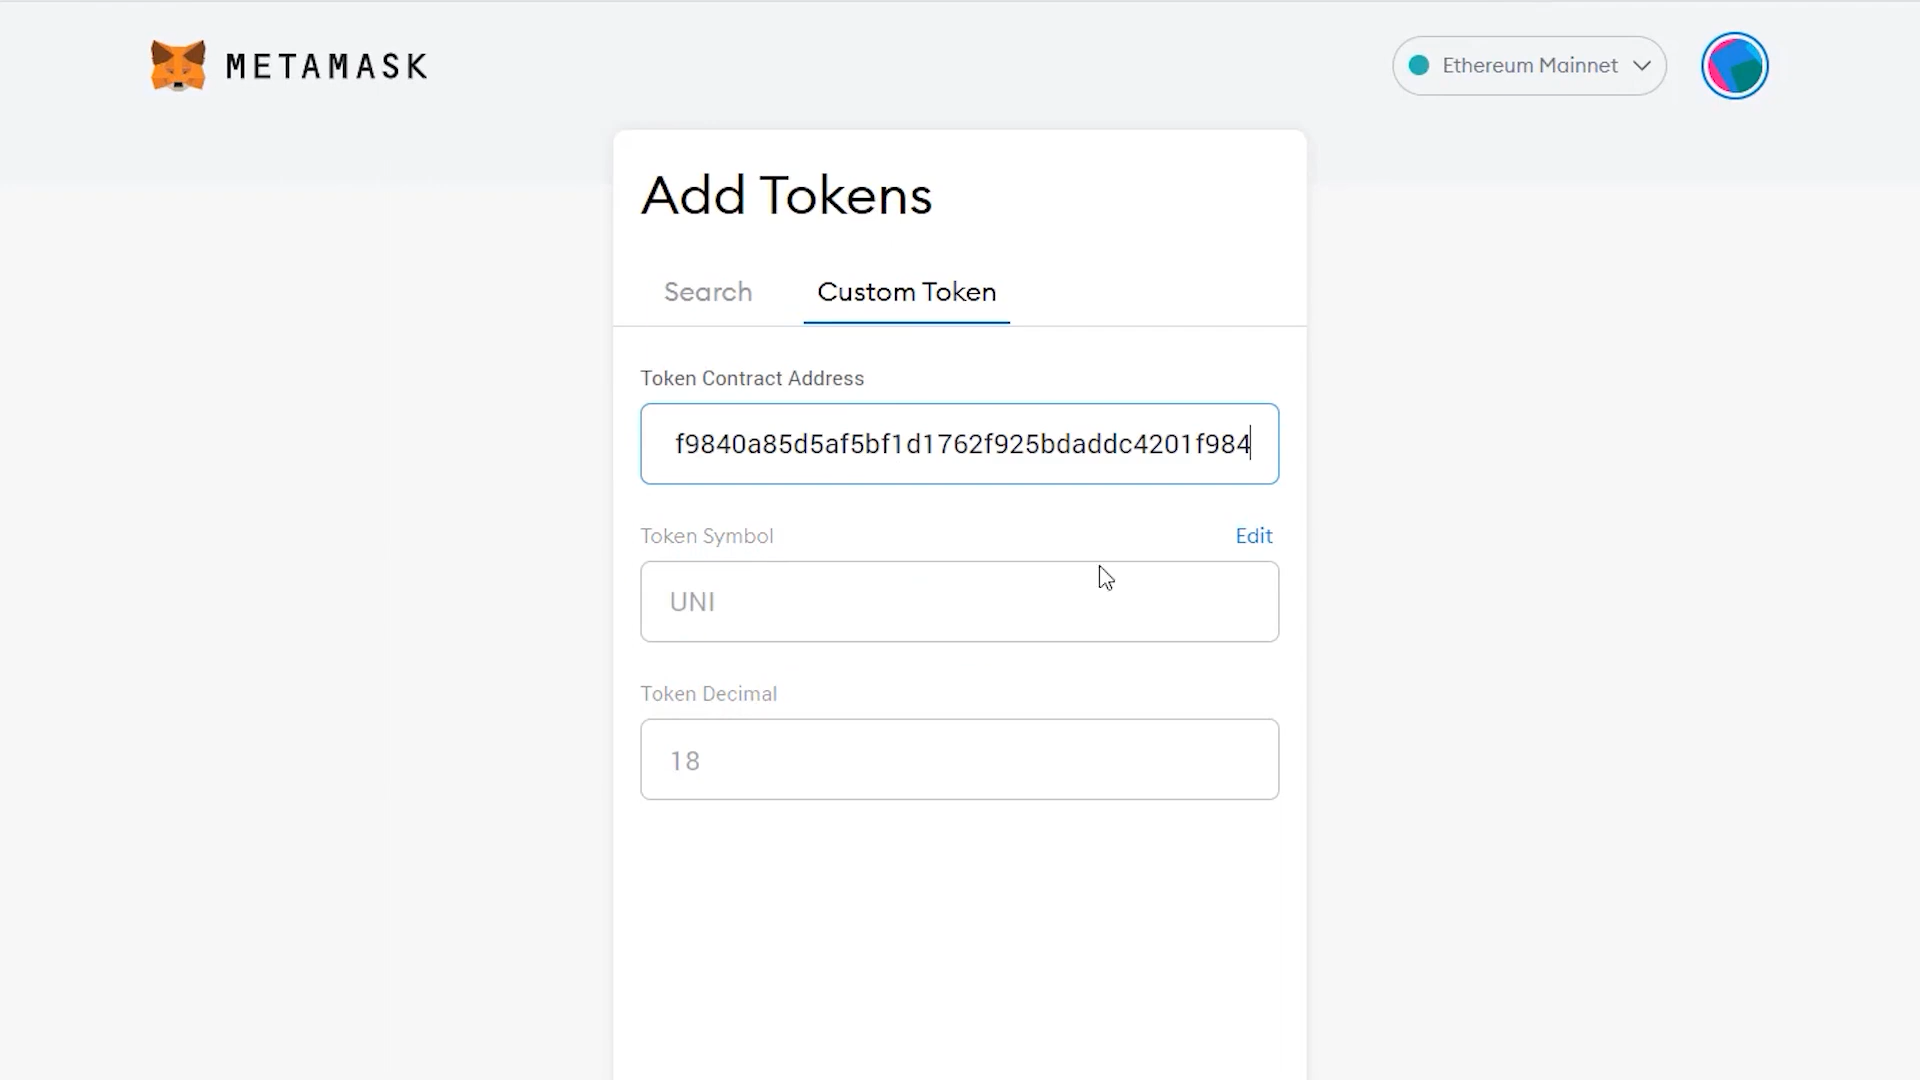 METAMASK
Ethereum Mainnet
Add Tokens
Search
Custom Token
Token Contract Address
f9840a85d5af5bf1d1762f925bdaddc4201f984
Token Symbol
Edit
UNI
Token Decimal
18